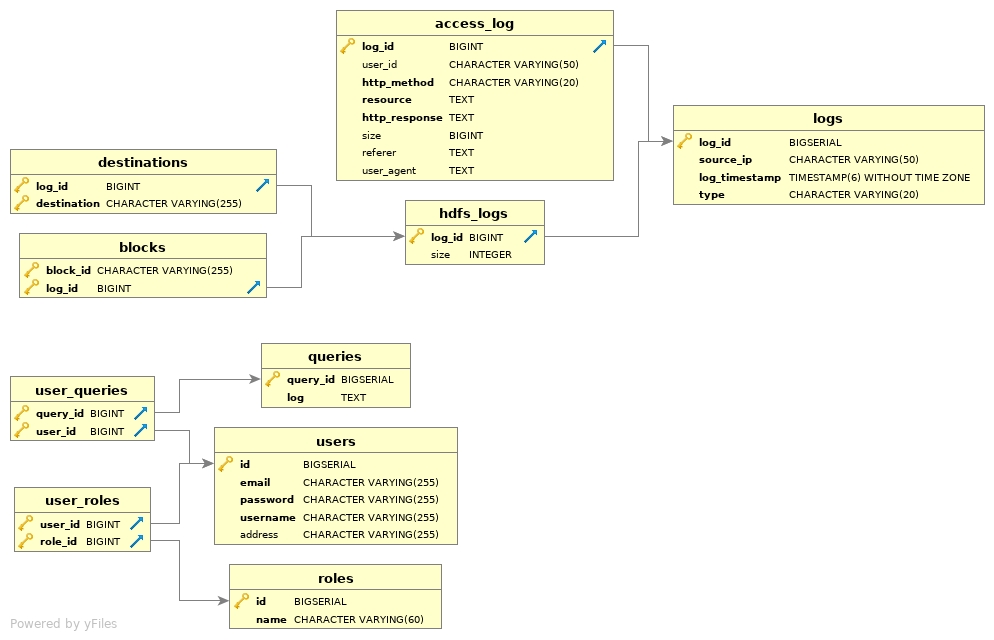 access_log
log_id BIGINT
user_id CHARACTER VARYING(50)
http_method CHARACTER VARYING(20)
resource TEXT
http_response TEXT
size BIGINT
referer TEXT
user_agent TEXT
logs
log_id BIGSERIAL
source_ip CHARACTER VARYING(50)
log_timestamp TIMESTAMP(6) WITHOUT TIME ZONE
type CHARACTER VARYING(20)
destinations
log_id BIGINT
destination CHARACTER VARYING(255)
hdfs_logs
log_id BIGINT
size INTEGER
blocks
block_id CHARACTER VARYING(255)
log_id BIGINT
queries
query_id BIGSERIAL
log TEXT
user_queries
query_id BIGINT
user_id BIGINT
users
id BIGSERIAL
email CHARACTER VARYING(255)
password CHARACTER VARYING(255)
username CHARACTER VARYING(255)
address CHARACTER VARYING(255)
user_roles
user_id BIGINT
role_id BIGINT
roles
id BIGSERIAL
name CHARACTER VARYING(60)
Powered by yFiles